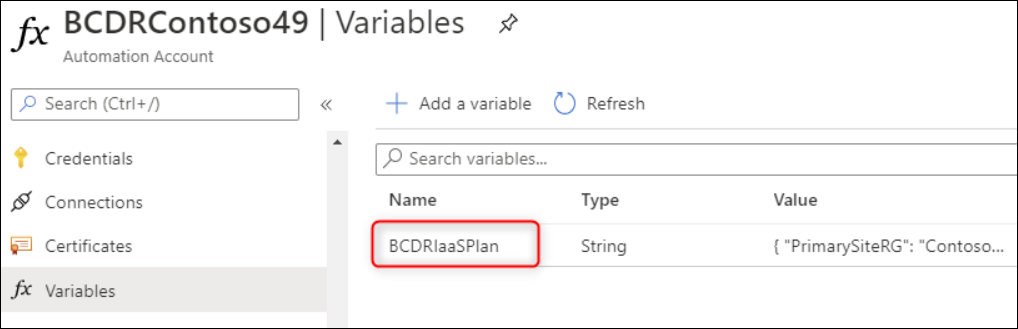 fx BCDRContoso49 | Variables
Automation Account
Search (Ctrl+/)
«
Add a variable
Refresh
Credentials
Connections
Certificates
fx Variables
Search variables...
Name Type Value
BCDRIaaSPlan String { "PrimarySiteRG": "Contoso...